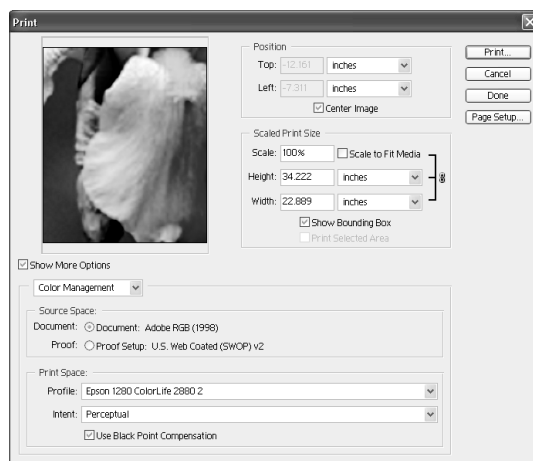 Print
Position
Top: -12.161 inches
Left: -7.311 inches
Center Image
Print...
Cancel
Done
Page Setup...
Scaled Print Size
Scale: 100% Scale to Fit Media
Height: 34.222 inches
Width: 22.889 inches
Show Bounding Box
Print Selected Area
Show More Options
Color Management
Source Space:
Document: Document: Adobe RGB (1998)
Proof: Proof Setup: U.S. Web Coated (SWOP) v2
Print Space:
Profile: Epson 1280 ColorLife 2880 2
Intent: Perceptual
Use Black Point Compensation